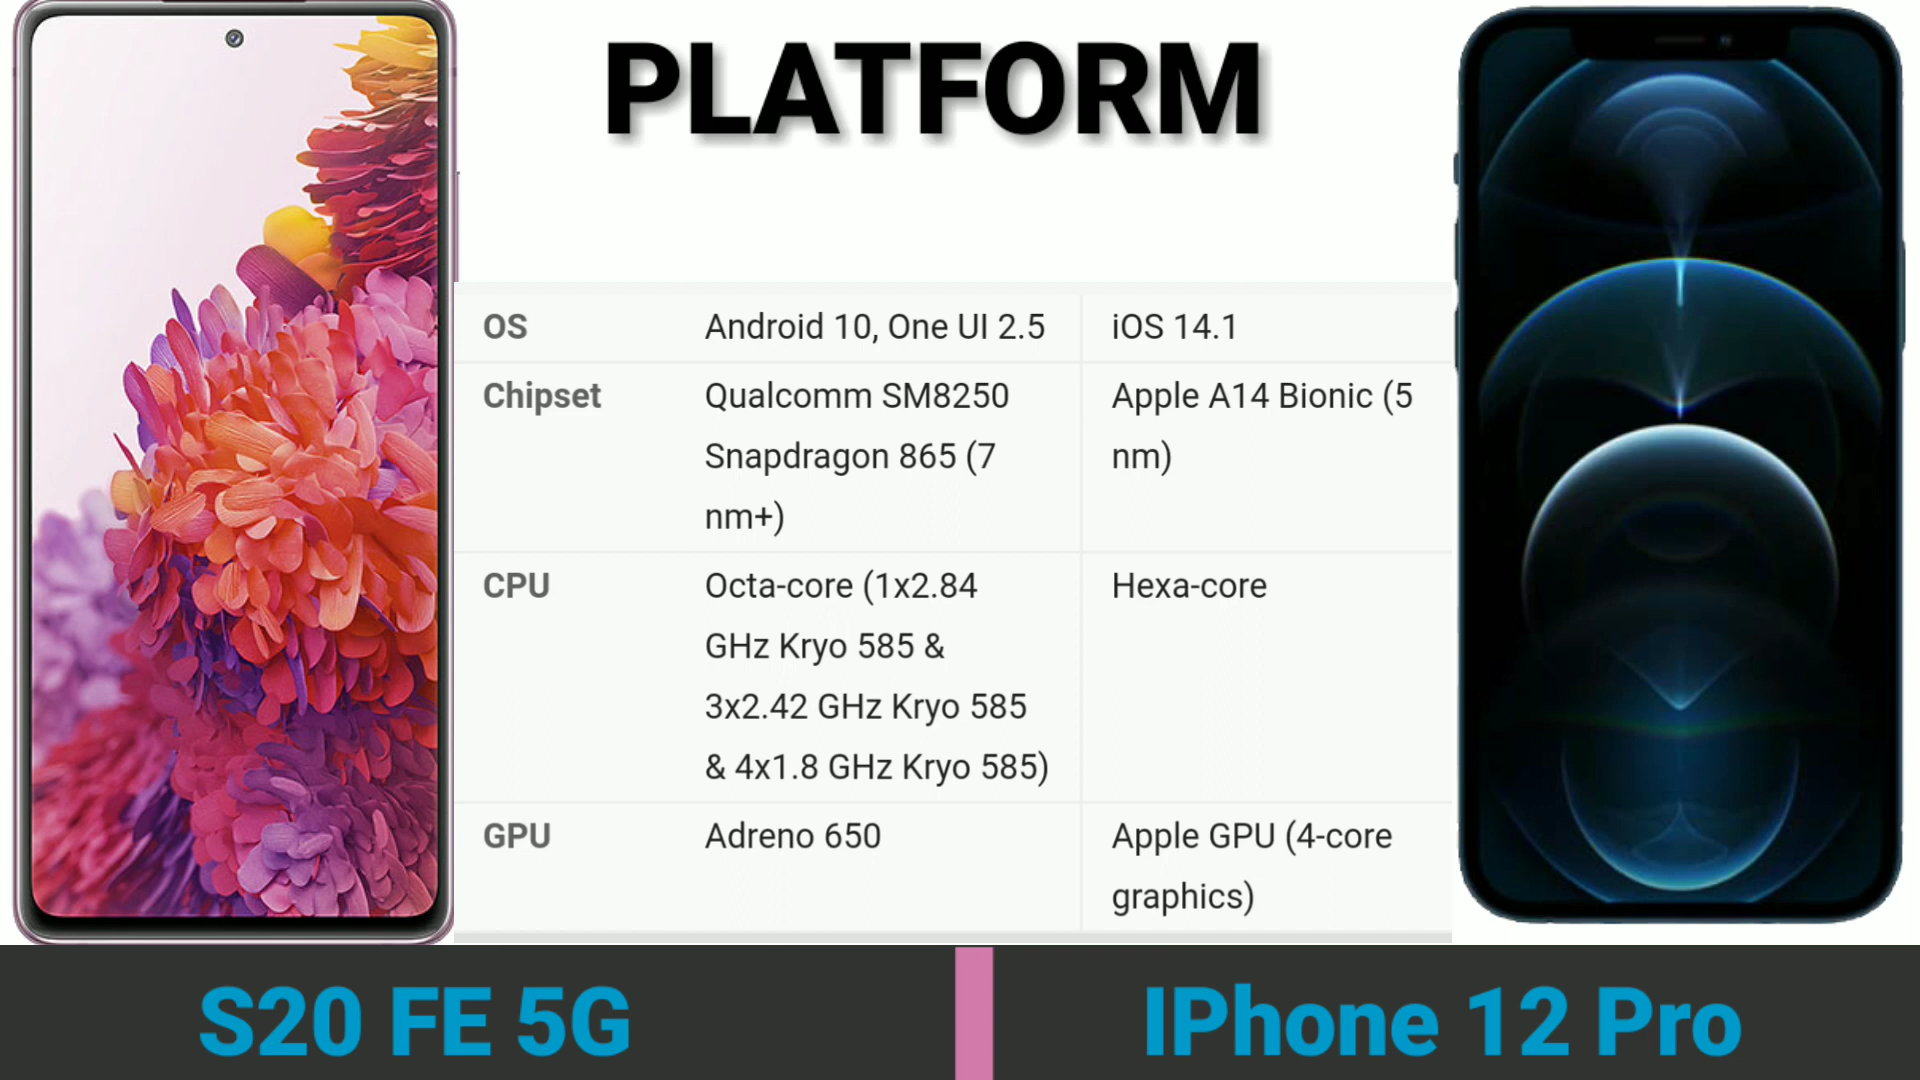 PLATFORM
OS
Android 10, One UI 2.5
iOS 14.1
Chipset
Qualcomm SM8250
Snapdragon 865 (7
nm+)
Apple A14 Bionic (5
nm)
CPU
Octa-core (1x2.84
GHz Kryo 585 &
3x2.42 GHz Kryo 585
& 4x1.8 GHz Kryo 585)
Hexa-core
GPU
Adreno 650
Apple GPU (4-core
graphics)
S20 FE 5G
IPhone 12 Pro